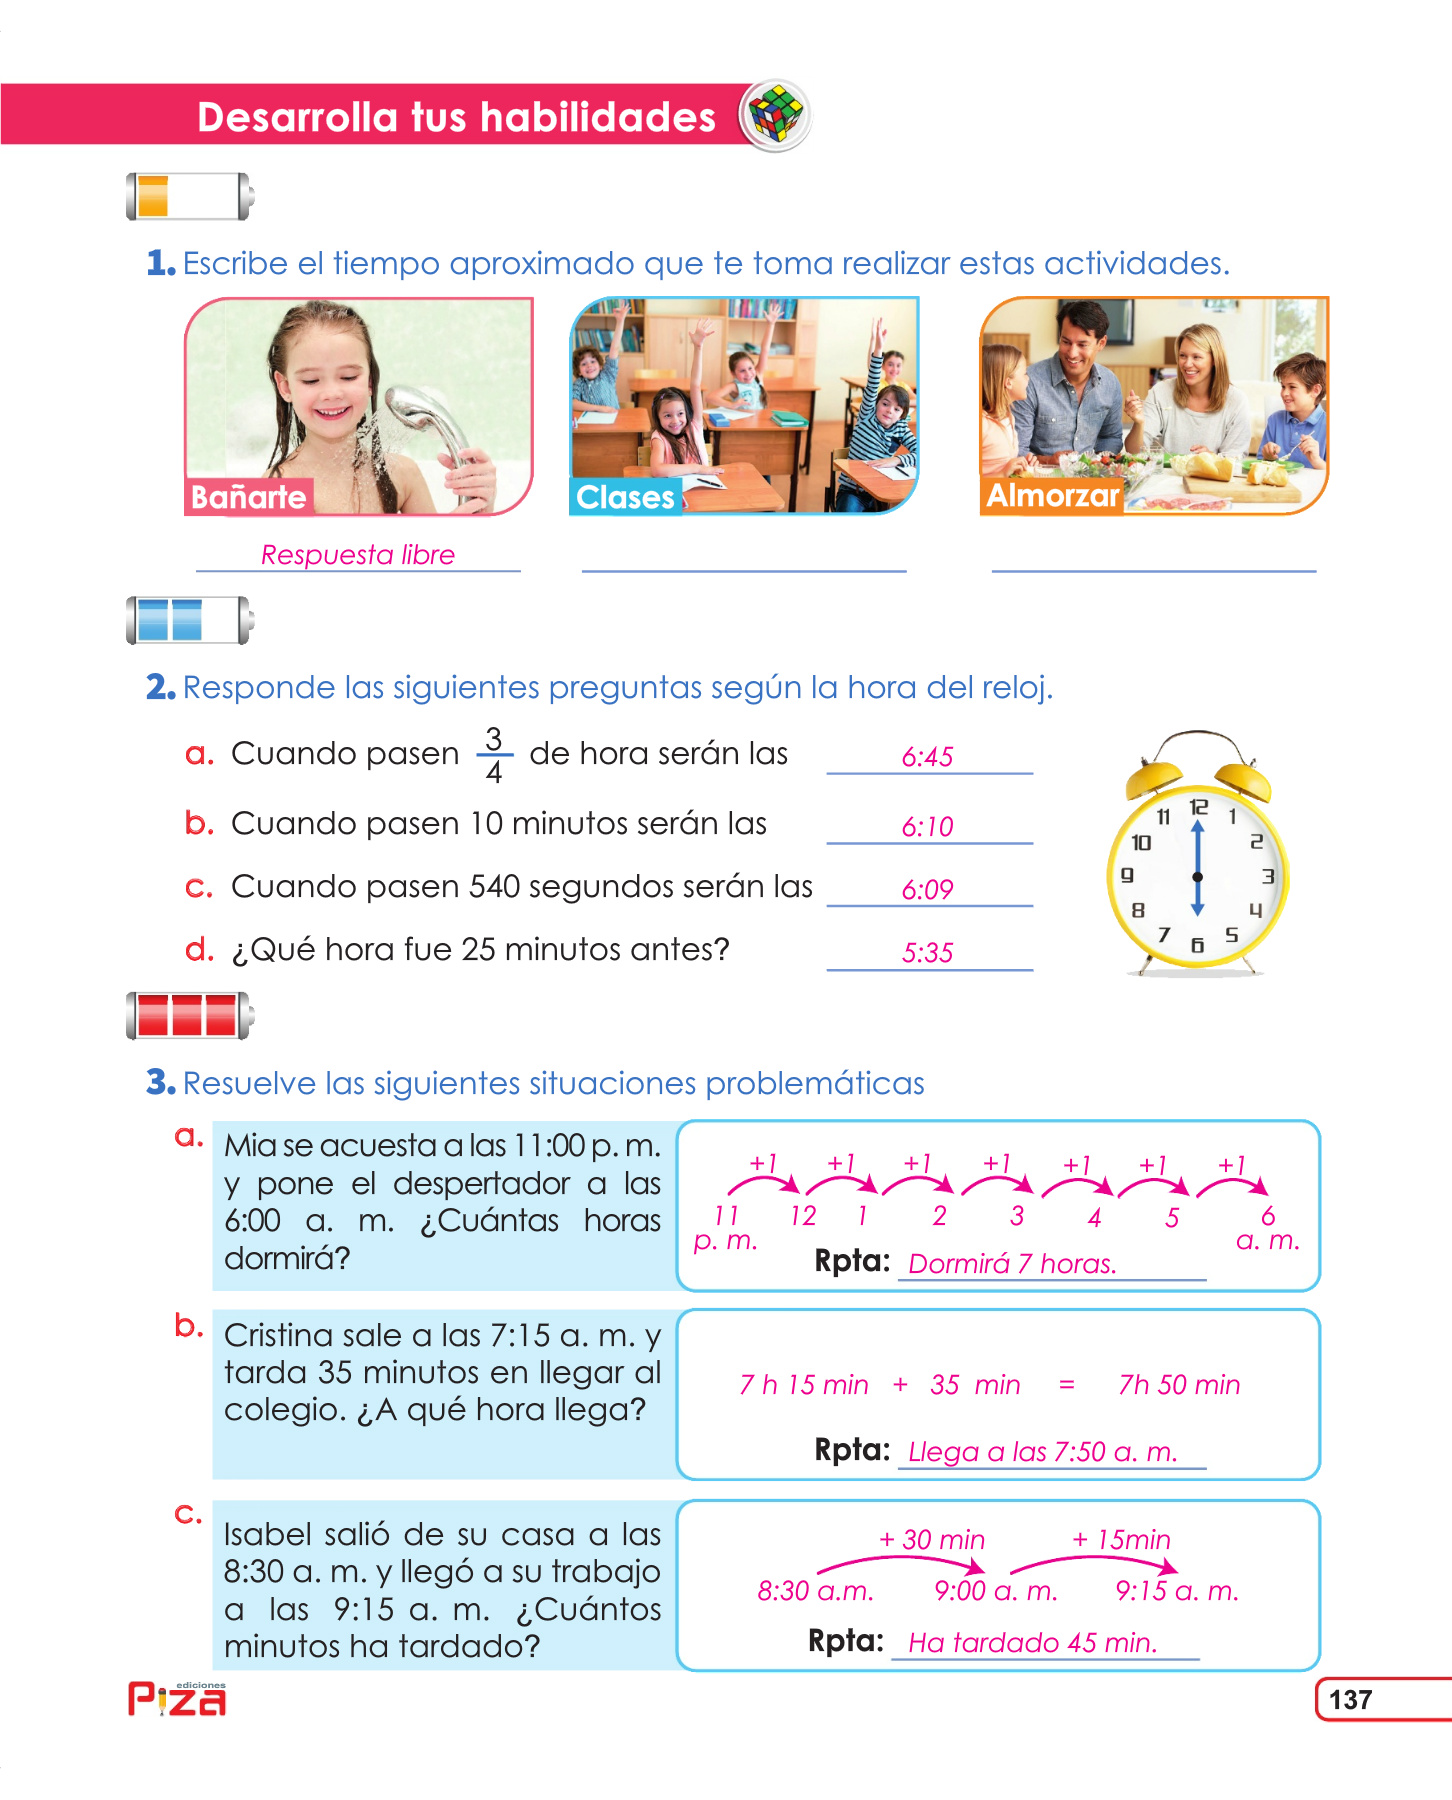 Desarrolla tus habilidades
1. Escribe el tiempo aproximado que te toma realizar estas actividades.
Bañarte
Clases
Almorzar
Respuesta libre
2. Responde las siguientes preguntas según la hora del reloj.
a. Cuando pasen 3/4 de hora serán las 6:45
b. Cuando pasen 10 minutos serán las 6:10
c. Cuando pasen 540 segundos serán las 6:09
d. ¿Qué hora fue 25 minutos antes? 5:35
12
11 1
10 2
9 3
8 4
7 5
6
3. Resuelve las siguientes situaciones problemáticas
a. Mia se acuesta a las 11:00 p. m.
y pone el despertador a las
6:00 a. m. ¿Cuántas horas
dormirá?
+1 +1 +1 +1 +1 +1 +1
11 12 1 2 3 4 5 6
p. m. a. m.
Rpta: Dormirá 7 horas.
b. Cristina sale a las 7:15 a. m. y
tarda 35 minutos en llegar al
colegio. ¿A qué hora llega?
7 h 15 min + 35 min = 7h 50 min
Rpta: Llega a las 7:50 a. m.
c. Isabel salió de su casa a las
8:30 a. m. y llegó a su trabajo
a las 9:15 a. m. ¿Cuántos
minutos ha tardado?
+ 30 min + 15min
8:30 a.m. 9:00 a. m. 9:15 a. m.
Rpta: Ha tardado 45 min.
ediciones
Piza
137